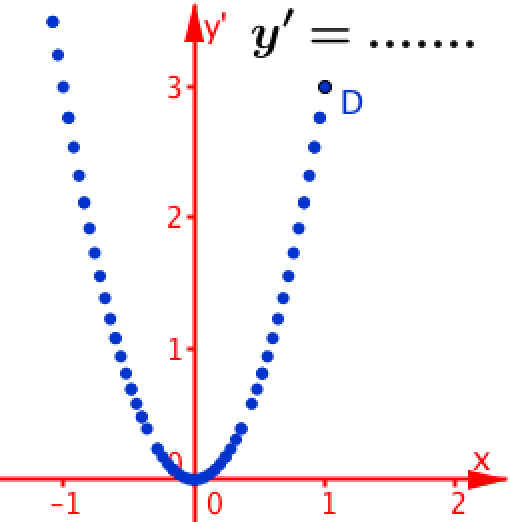 y'
y' = .......
3
D
2
1
0
x
-1
0
1
2